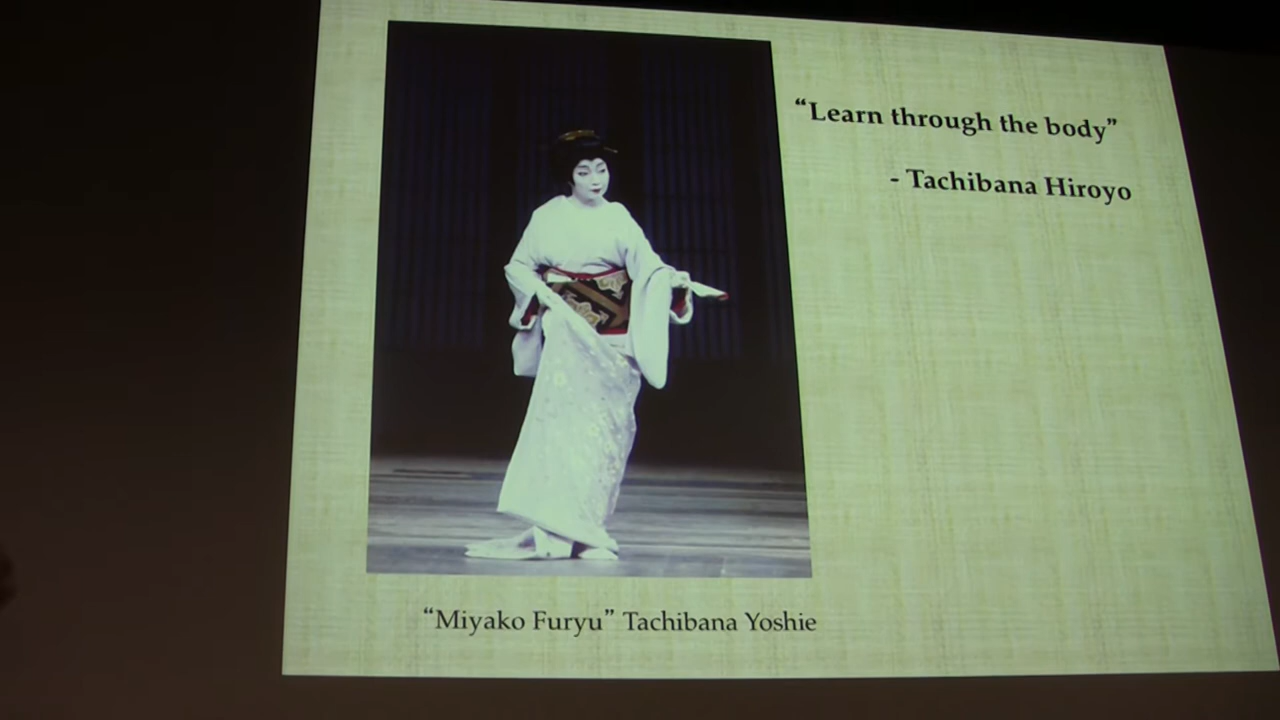 “Learn through the body”
- Tachibana Hiroyo
“Miyako Furyu” Tachibana Yoshie